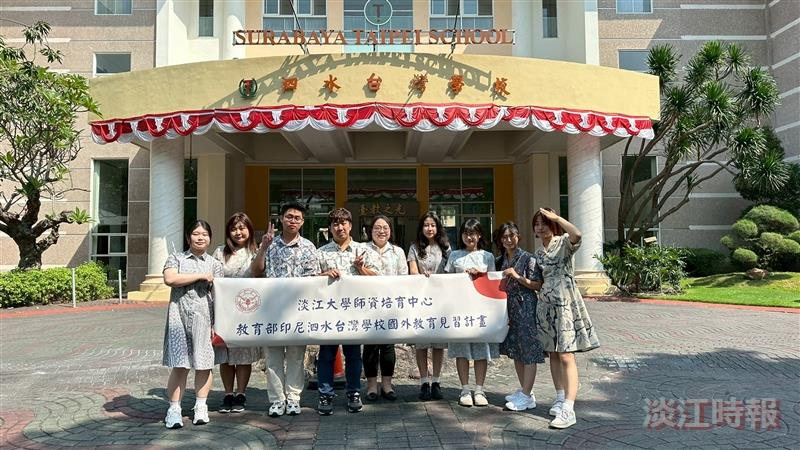 SURABAYA TAIPEI SCHOOL
泗水台灣學校
淡江大學師資培育中心
教育部印尼泗水台灣學校國外教育見習計畫
淡江時報